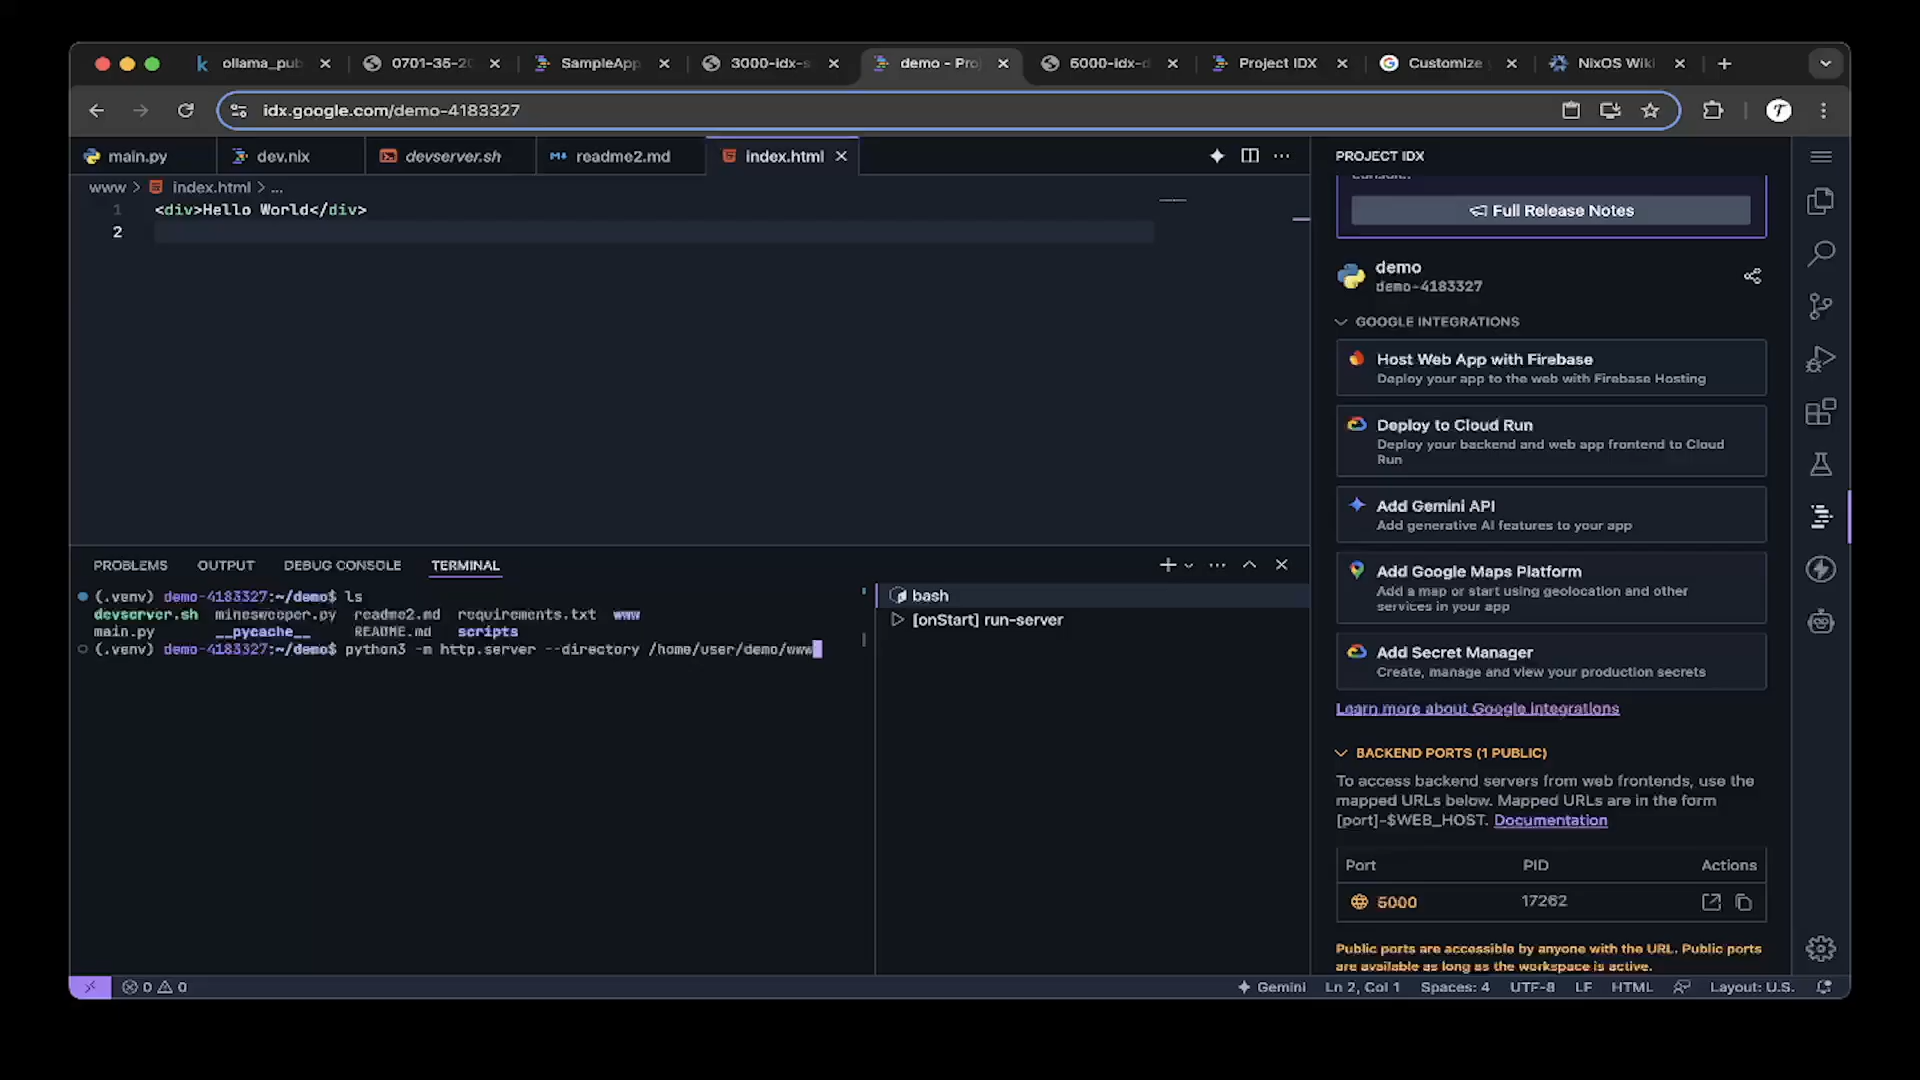 ollama_pub
0701-35-20
SampleApp
3000-idx-s
demo - Proj
5000-idx-d
Project IDX
Customize y
NixOS Wiki
idx.google.com/demo-4183327
main.py
dev.nix
devserver.sh
readme2.md
index.html
PROJECT IDX
www > index.html > ...
1 <div>Hello World</div>
2
Full Release Notes
demo
demo-4183327
GOOGLE INTEGRATIONS
Host Web App with Firebase
Deploy your app to the web with Firebase Hosting
Deploy to Cloud Run
Deploy your backend and web app frontend to Cloud
Run
Add Gemini API
Add generative AI features to your app
Add Google Maps Platform
Add a map or start using geolocation and other
services in your app
Add Secret Manager
Create, manage and view your production secrets
Learn more about Google integrations
BACKEND PORTS (1 PUBLIC)
To access backend servers from web frontends, use the
mapped URLs below. Mapped URLs are in the form
[port]-$WEB_HOST. Documentation
Port PID Actions
5000 17262
Public ports are accessible by anyone with the URL. Public ports
are available as long as the workspace is active.
PROBLEMS OUTPUT DEBUG CONSOLE TERMINAL
(.venv) demo-4183327:~/demo$ ls
devserver.sh minesweeper.py readme2.md requirements.txt www
main.py __pycache__ README.md scripts
(.venv) demo-4183327:~/demo$ python3 -m http.server --directory /home/user/demo/www
bash
[onStart] run-server
0 0
Gemini Ln 2, Col 1 Spaces: 4 UTF-8 LF HTML Layout: U.S.